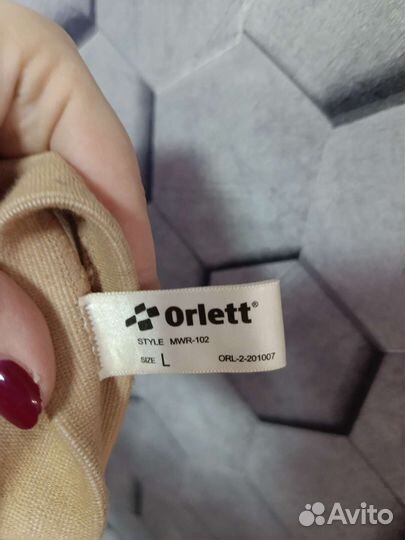 Orlett®
STYLE MWR-102
SIZE L ORL-2-201007
Avito